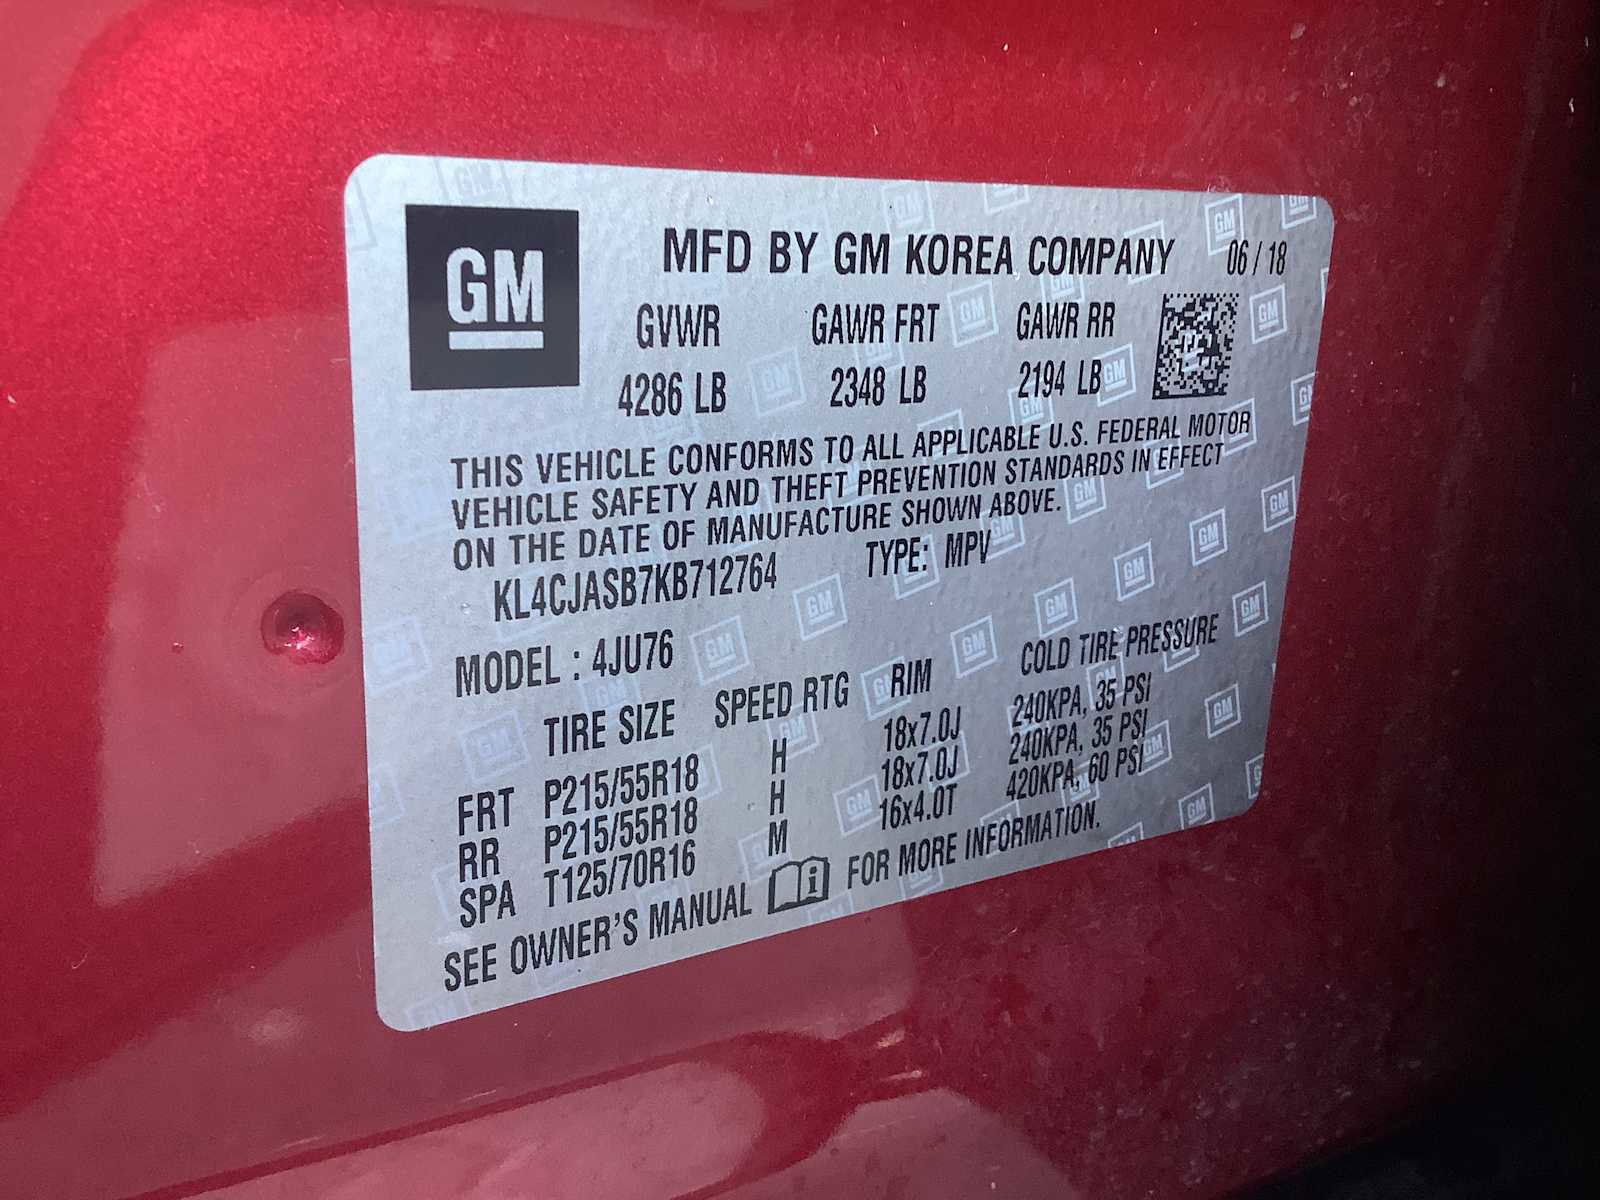 GM
MFD BY GM KOREA COMPANY 06 / 18
GVWR GAWR FRT GAWR RR
4286 LB 2348 LB 2194 LB
THIS VEHICLE CONFORMS TO ALL APPLICABLE U.S. FEDERAL MOTOR
VEHICLE SAFETY AND THEFT PREVENTION STANDARDS IN EFFECT
ON THE DATE OF MANUFACTURE SHOWN ABOVE.
KL4CJASB7KB712764 TYPE: MPV
MODEL : 4JU76
TIRE SIZE SPEED RTG RIM COLD TIRE PRESSURE
FRT P215/55R18 H 18x7.0J 240KPA, 35 PSI
RR P215/55R18 H 18x7.0J 240KPA, 35 PSI
SPA T125/70R16 M 16x4.0T 420KPA, 60 PSI
SEE OWNER'S MANUAL i FOR MORE INFORMATION.